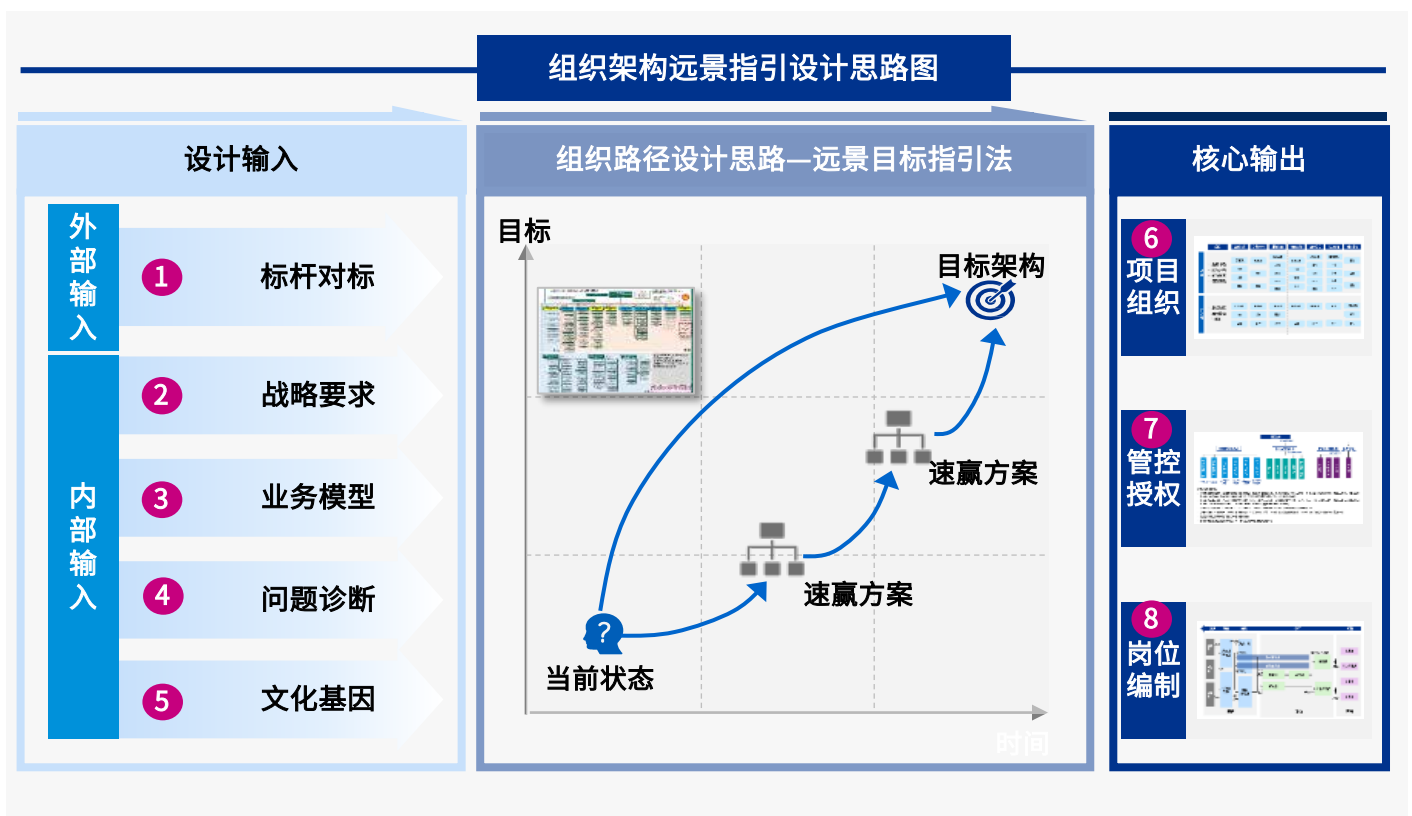 组织架构远景指引设计思路图
设计输入
外部输入
1
标杆对标
内部输入
2
战略要求
3
业务模型
4
问题诊断
5
文化基因
组织路径设计思路—远景目标指引法
目标
目标架构
速赢方案
速赢方案
?
当前状态
时间
核心输出
6
项目
组织
7
管控
授权
8
岗位
编制